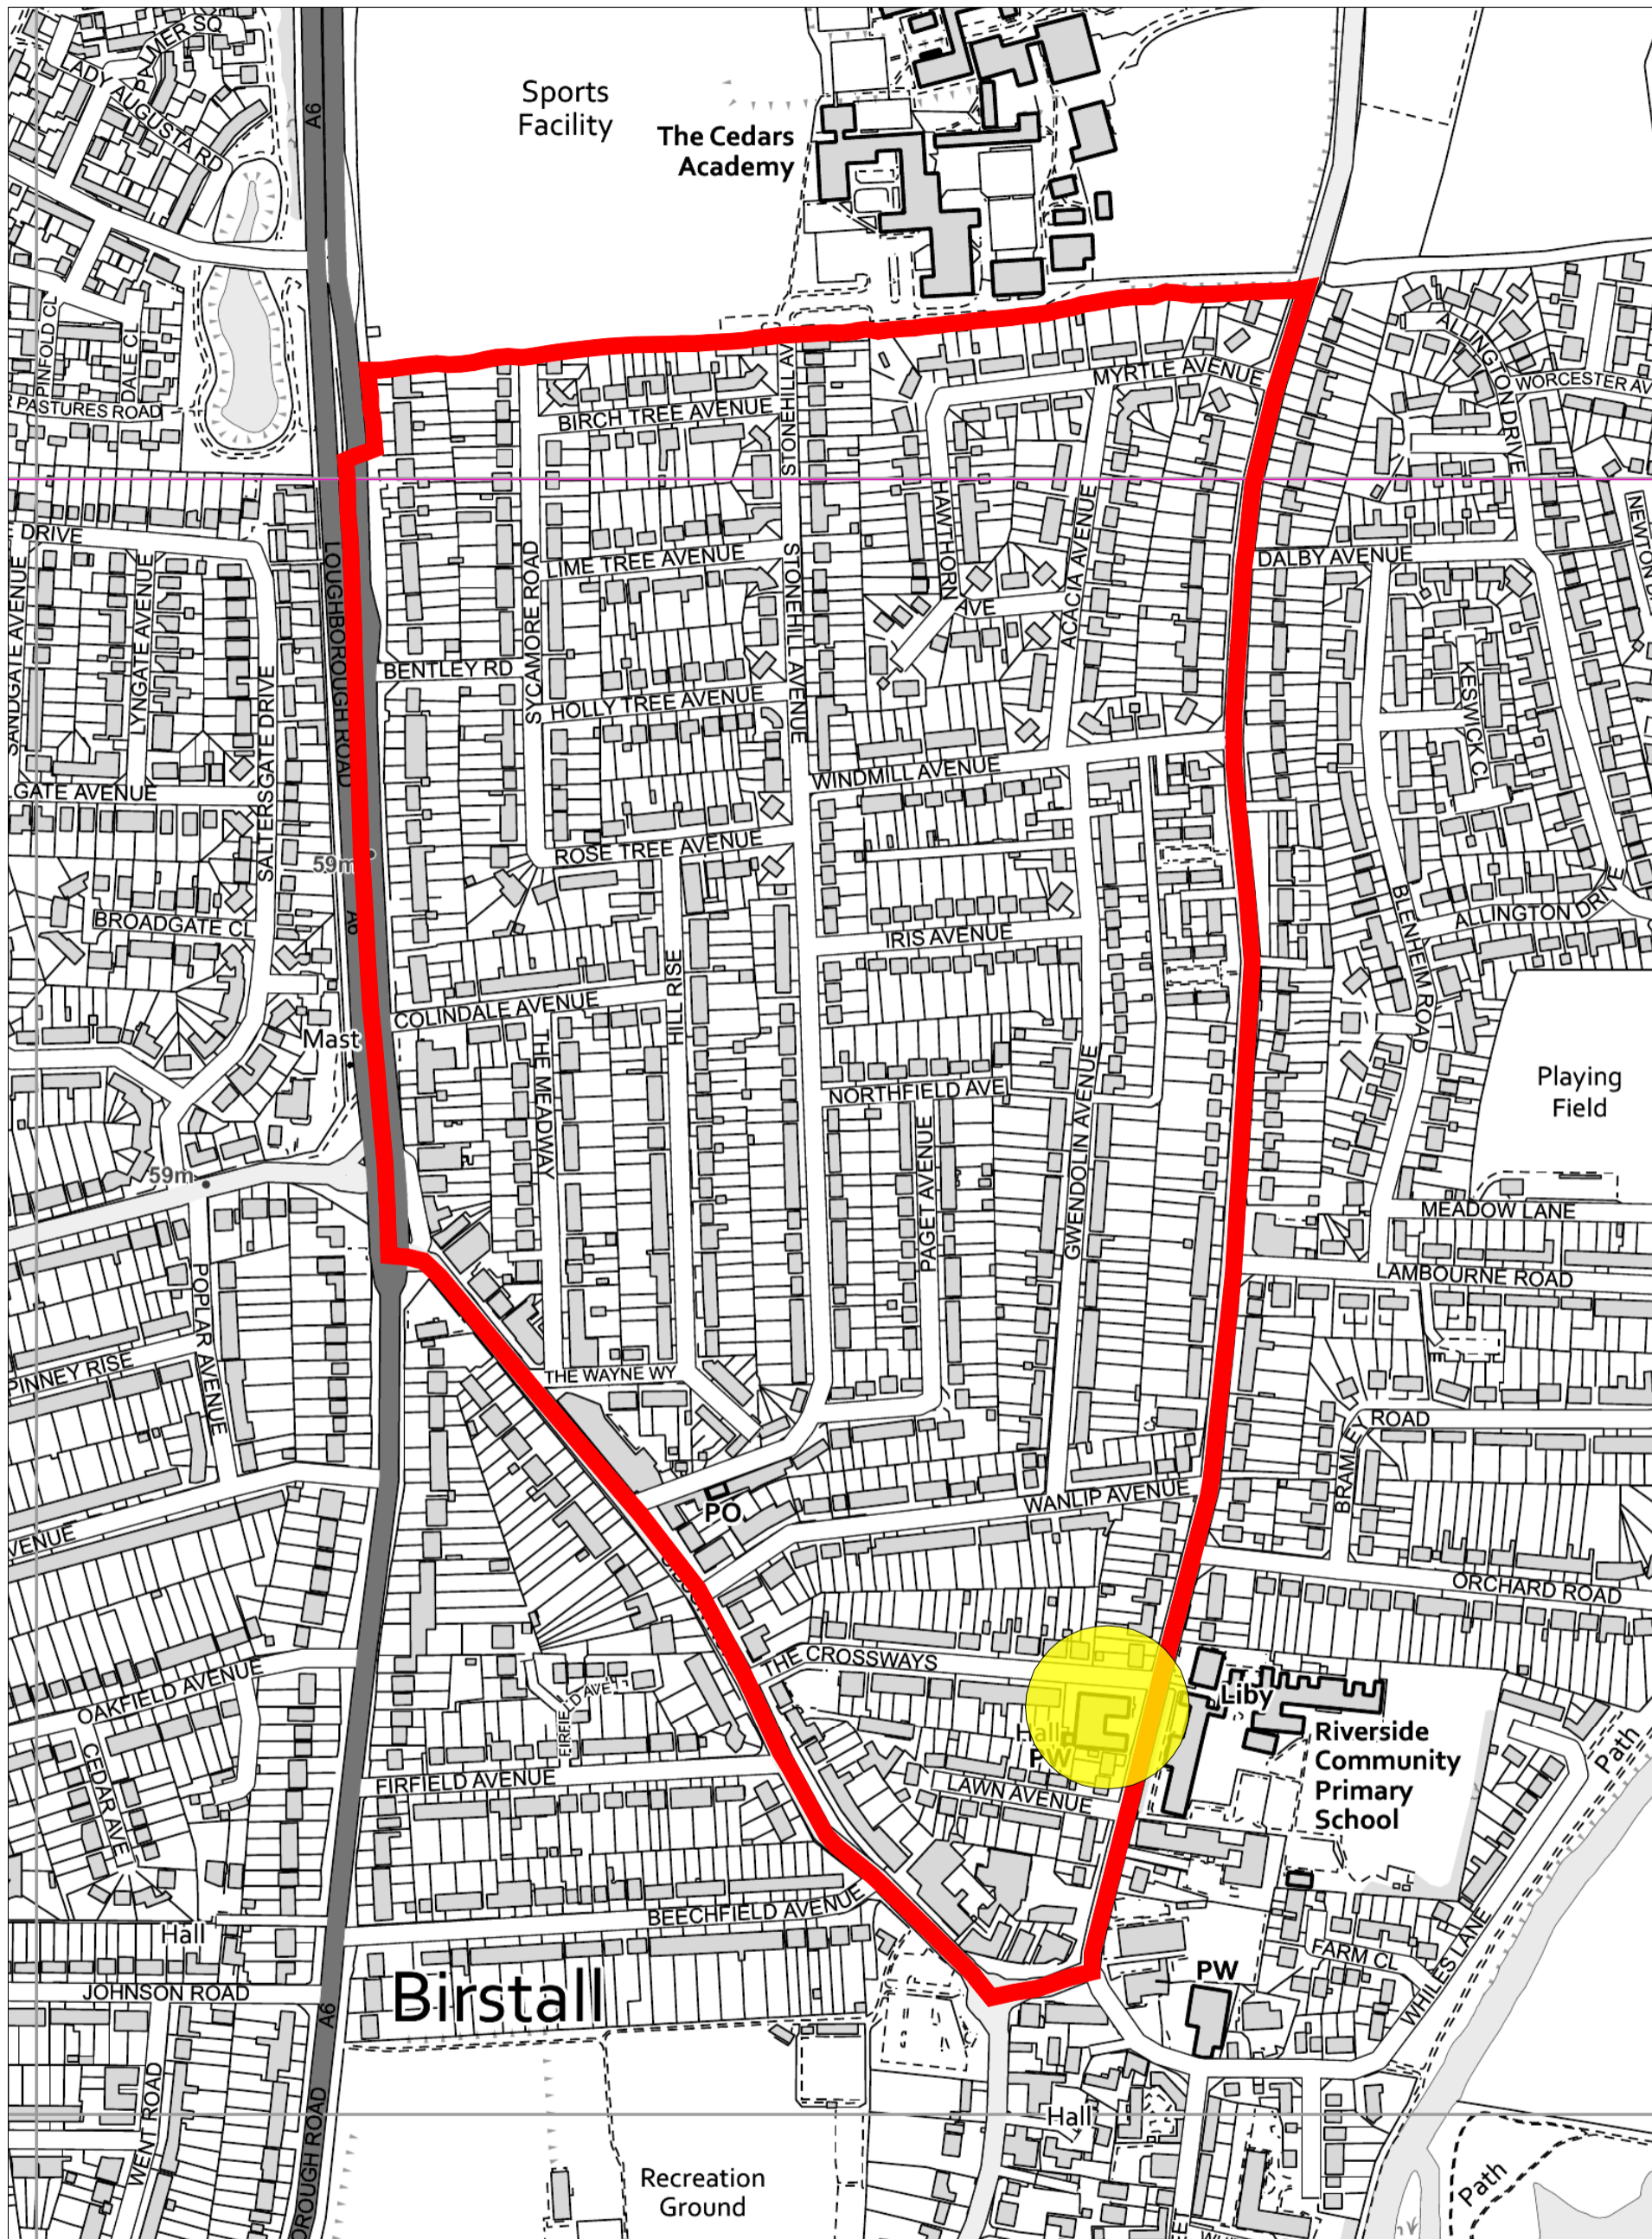 PALMER SQ
LADY AUGUSTA RD
A6
Sports
Facility
The Cedars
Academy
PINFOLD CL
DALE CL
R PASTURES ROAD
BIRCH TREE AVENUE
STONEHILL AV
MYRTLE AVENUE
ALLINGTON DRIVE
WORCESTER AV
DRIVE
SANDGATE AVENUE
LYNGATE AVENUE
SALTERSGATE DRIVE
LOUGHBOROUGH ROAD
SYCAMORE ROAD
LIME TREE AVENUE
STONEHILL AVENUE
HAWTHORN
AVE
ACACIA AVENUE
DALBY AVENUE
KESWICK CL
BENTLEY RD
HOLLY TREE AVENUE
LGATE AVENUE
WINDMILL AVENUE
59m
ROSE TREE AVENUE
BROADGATE CL
A6
IRIS AVENUE
BLENHEIM ROAD
ALLINGTON DRIVE
HILL RISE
COLINDALE AVENUE
Mast
THE MEADWAY
NORTHFIELD AVE
GWENDOLIN AVENUE
PAGET AVENUE
Playing
Field
59m
MEADOW LANE
LAMBOURNE ROAD
POPLAR AVENUE
PINNEY RISE
THE WAYNE WY
ROAD
BRAMLEY
PO
WANLIP AVENUE
VENUE
ORCHARD ROAD
THE CROSSWAYS
OAKFIELD AVENUE
FIRFIELD AVE
Liby
Hall
PW
Riverside
Community
Primary
School
Path
CEDAR AVE
FIRFIELD AVENUE
LAWN AVENUE
BEECHFIELD AVENUE
Hall
FARM CL
WHILES LANE
PW
JOHNSON ROAD
Birstall
A6
WENT ROAD
OROUGH ROAD
Hall
Recreation
Ground
Path